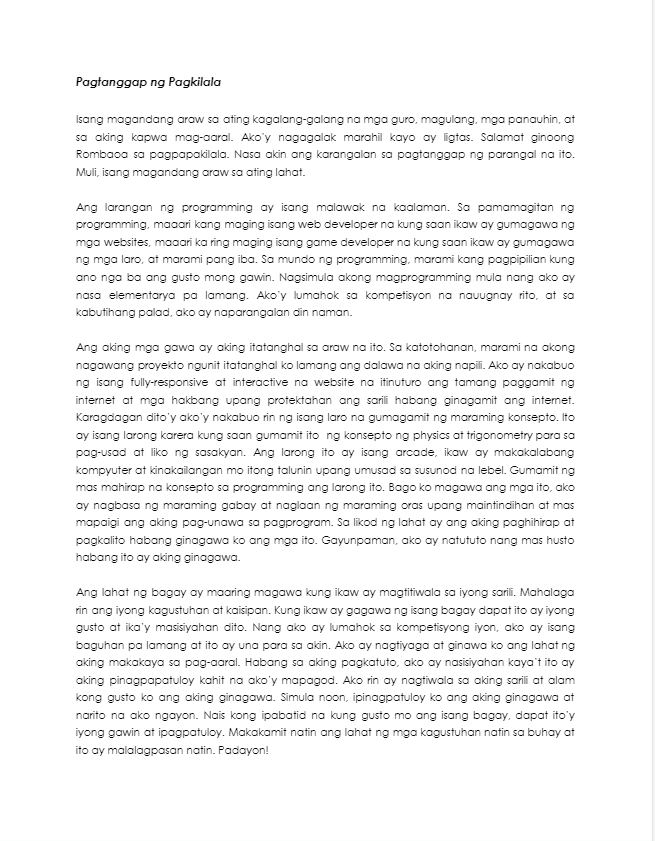 Pagtanggap ng Pagkilala
Isang magandang araw sa ating kagalang-galang na mga guro, magulang, mga panauhin, at
sa aking kapwa mag-aaral. Ako'y nagagalak marahil kayo ay ligtas. Salamat ginoong
Rombaoa sa pagpapakilala. Nasa akin ang karangalan sa pagtanggap ng parangal na ito.
Muli, isang magandang araw sa ating lahat.
Ang larangan ng programming ay isang malawak na kaalaman. Sa pamamagitan ng
programming, maaari kang maging isang web developer na kung saan ikaw ay gumagawa ng
mga websites, maaari ka ring maging isang game developer na kung saan ikaw ay gumagawa
ng mga laro, at marami pang iba. Sa mundo ng programming, marami kang pagpipilian kung
ano nga ba ang gusto mong gawin. Nagsimula akong magprogramming mula nang ako ay
nasa elementarya pa lamang. Ako'y lumahok sa kompetisyon na nauugnay rito, at sa
kabutihang palad, ako ay naparangalan din naman.
Ang aking mga gawa ay aking itatanghal sa araw na ito. Sa katotohanan, marami na akong
nagawang proyekto ngunit itatanghal ko lamang ang dalawa na aking napili. Ako ay nakabuo
ng isang fully-responsive at interactive na website na itinuturo ang tamang paggamit ng
internet at mga hakbang upang protektahan ang sarili habang ginagamit ang internet.
Karagdagan dito'y ako'y nakabuo rin ng isang laro na gumagamit ng maraming konsepto. Ito
ay isang larong karera kung saan gumamit ito ng konsepto ng physics at trigonometry para sa
pag-usad at liko ng sasakyan. Ang larong ito ay isang arcade, ikaw ay makakalabang
kompyuter at kinakailangan mo itong talunin upang umusad sa susunod na lebel. Gumamit ng
mas mahirap na konsepto sa programming ang larong ito. Bago ko magawa ang mga ito, ako
ay nagbasa ng maraming gabay at naglaan ng maraming oras upang maintindihan at mas
mapaigi ang aking pag-unawa sa pagprogram. Sa likod ng lahat ay ang aking paghihirap at
pagkalito habang ginagawa ko ang mga ito. Gayunpaman, ako ay natututo nang mas husto
habang ito ay aking ginagawa.
Ang lahat ng bagay ay maaring magawa kung ikaw ay magtitiwala sa iyong sarili. Mahalaga
rin ang iyong kagustuhan at kaisipan. Kung ikaw ay gagawa ng isang bagay dapat ito ay iyong
gusto at ika'y masisiyahan dito. Nang ako ay lumahok sa kompetisyong iyon, ako ay isang
baguhan pa lamang at ito ay una para sa akin. Ako ay nagtiyaga at ginawa ko ang lahat ng
aking makakaya sa pag-aaral. Habang sa aking pagkatuto, ako ay nasisiyahan kaya't ito ay
aking pinagpapatuloy kahit na ako'y mapagod. Ako rin ay nagtiwala sa aking sarili at alam
kong gusto ko ang aking ginagawa. Simula noon, ipinagpatuloy ko ang aking ginagawa at
narito na ako ngayon. Nais kong ipabatid na kung gusto mo ang isang bagay, dapat ito'y
iyong gawin at ipagpatuloy. Makakamit natin ang lahat ng mga kagustuhan natin sa buhay at
ito ay malalagpasan natin. Padayon!